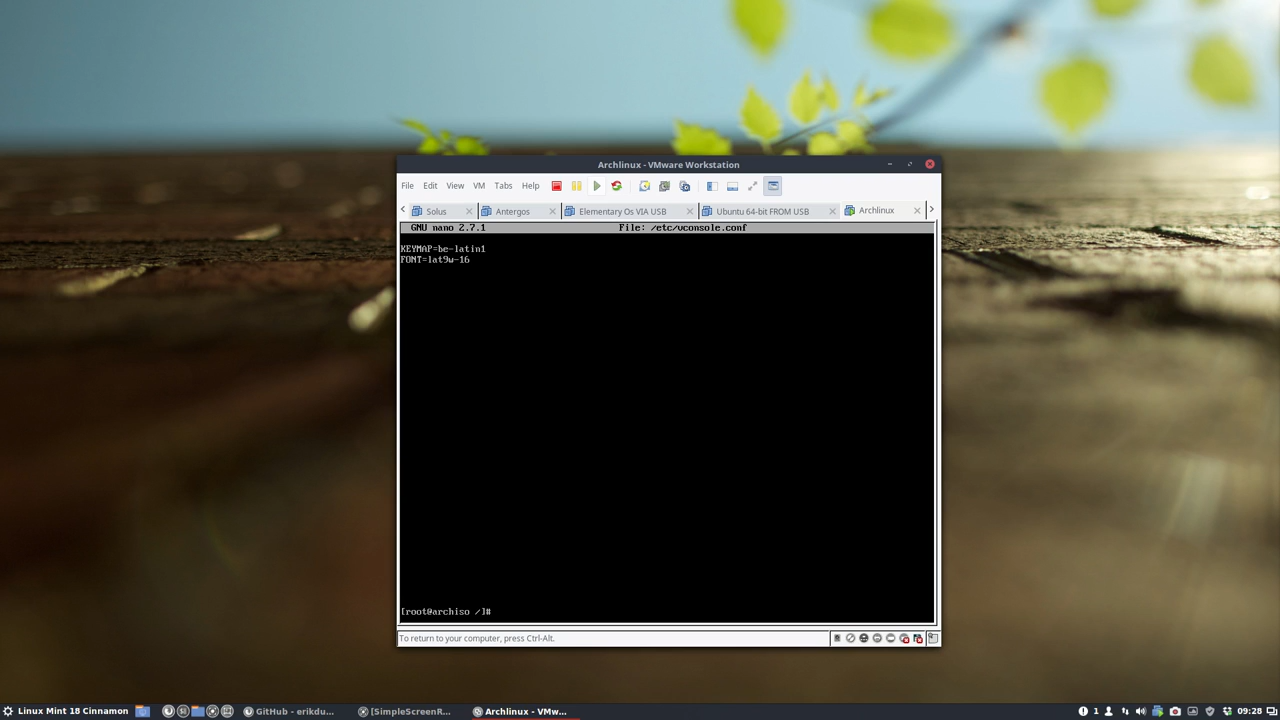 Archlinux - VMware Workstation
File Edit View VM Tabs Help
Solus Antergos Elementary Os VIA USB Ubuntu 64-bit FROM USB Archlinux
GNU nano 2.7.1 File: /etc/vconsole.conf
KEYMAP=be-latin1
FONT=lat9w-16
[root@archiso /]#
To return to your computer, press Ctrl-Alt.
Linux Mint 18 Cinnamon GitHub - erikdu... [SimpleScreenR... Archlinux - VMw... 1 09:28